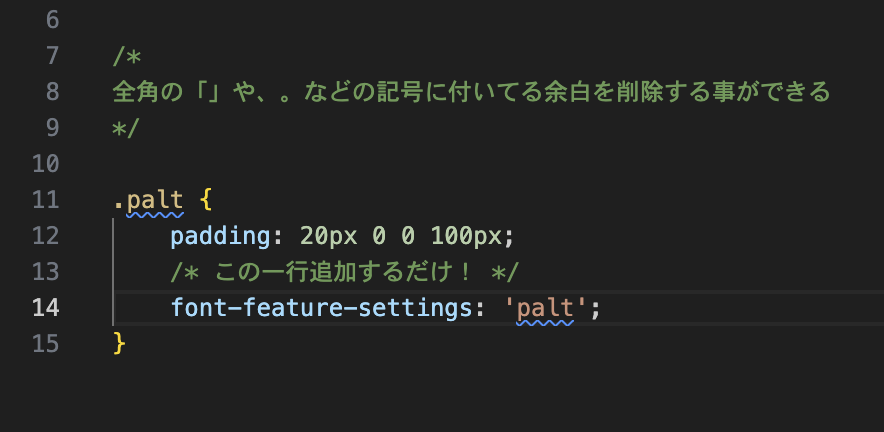 6
7 /*
8 全角の「」や、。などの記号に付いてる余白を削除する事ができる
9 */
10
11 .palt {
12 padding: 20px 0 0 100px;
13 /* この一行追加するだけ！ */
14 font-feature-settings: 'palt';
15 }